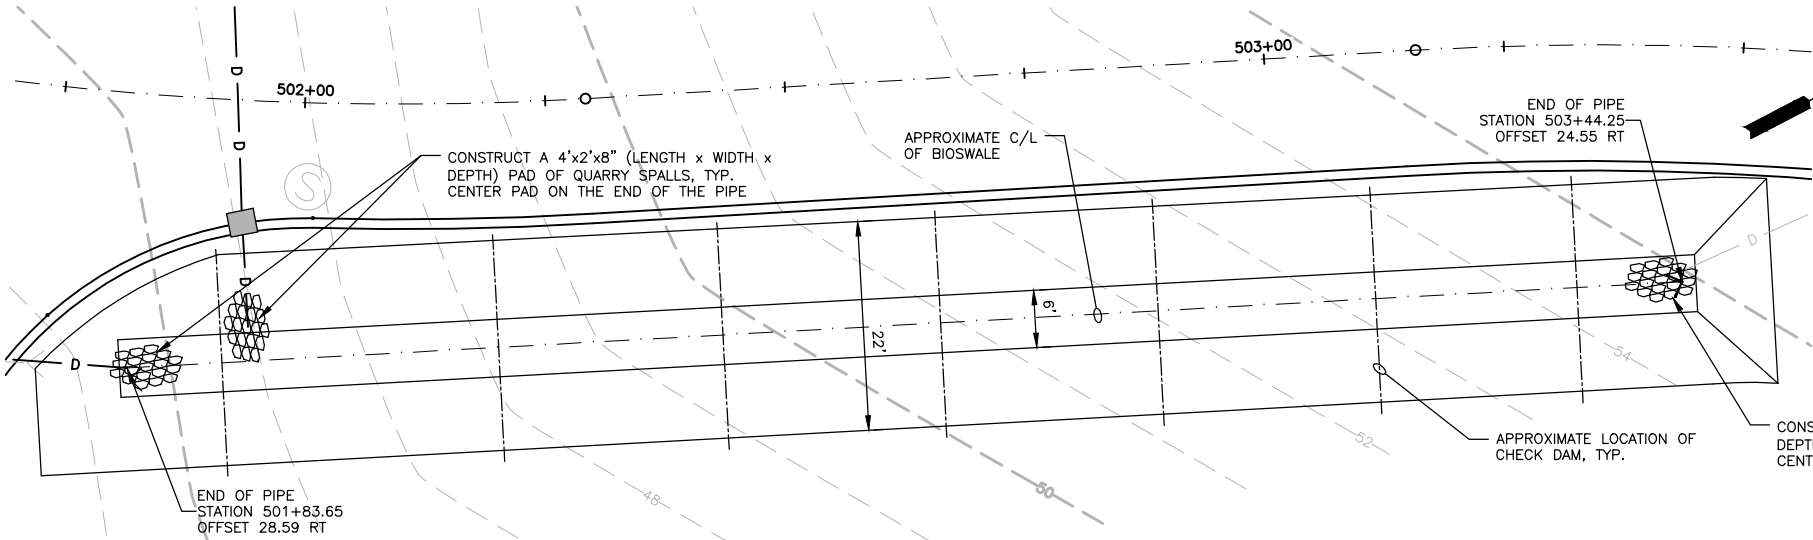 D
502+00
503+00
D
CONSTRUCT A 4'x2'x8" (LENGTH x WIDTH x
DEPTH) PAD OF QUARRY SPALLS, TYP.
CENTER PAD ON THE END OF THE PIPE
APPROXIMATE C/L
OF BIOSWALE
END OF PIPE
STATION 503+44.25
OFFSET 24.55 RT
S
D
D
6'
22'
D
54
52
50
48
APPROXIMATE LOCATION OF
CHECK DAM, TYP.
CONS
DEPT
CENT
END OF PIPE
STATION 501+83.65
OFFSET 28.59 RT